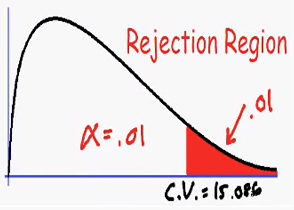 Rejection Region
.01
α = .01
C.V. = 15.086